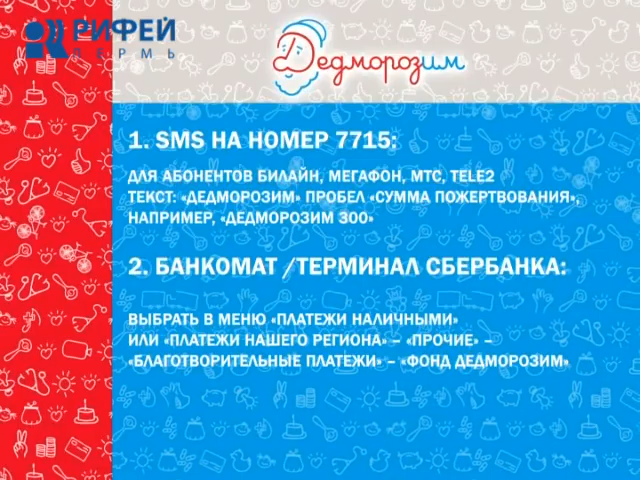 РИФЕЙ
ПЕРМЬ
Дедморозим
1. SMS НА НОМЕР 7715:
ДЛЯ АБОНЕНТОВ БИЛАЙН, МЕГАФОН, МТС, TELE2
ТЕКСТ: «ДЕДМОРОЗИМ» ПРОБЕЛ «СУММА ПОЖЕРТВОВАНИЯ»,
НАПРИМЕР, «ДЕДМОРОЗИМ 300»
2. БАНКОМАТ /ТЕРМИНАЛ СБЕРБАНКА:
ВЫБРАТЬ В МЕНЮ «ПЛАТЕЖИ НАЛИЧНЫМИ»
ИЛИ «ПЛАТЕЖИ НАШЕГО РЕГИОНА» – «ПРОЧИЕ» –
«БЛАГОТВОРИТЕЛЬНЫЕ ПЛАТЕЖИ» – «ФОНД ДЕДМОРОЗИМ»